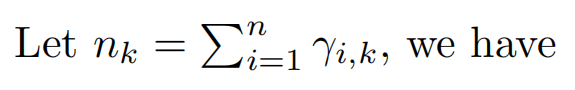 Let $n_k = \sum_{i=1}^{n} \gamma_{i,k}$, we have